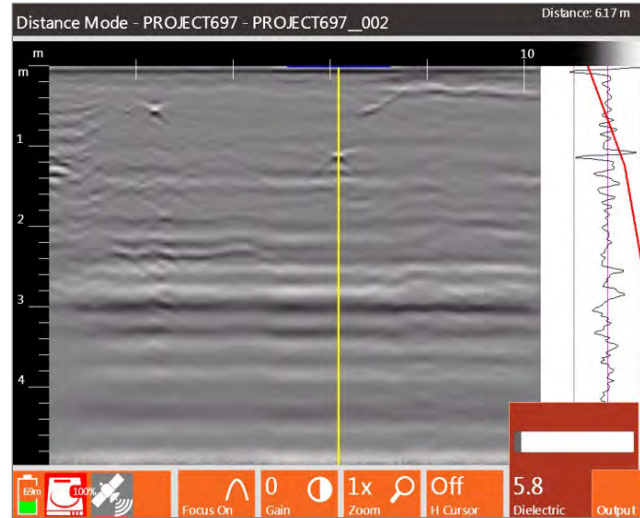 Distance Mode - PROJECT697 - PROJECT697__002
Distance: 6.17 m
m
10
m
1
2
3
4
69m
100%
Focus On
0
Gain
1x
Zoom
Off
H Cursor
5.8
Dielectric
Output